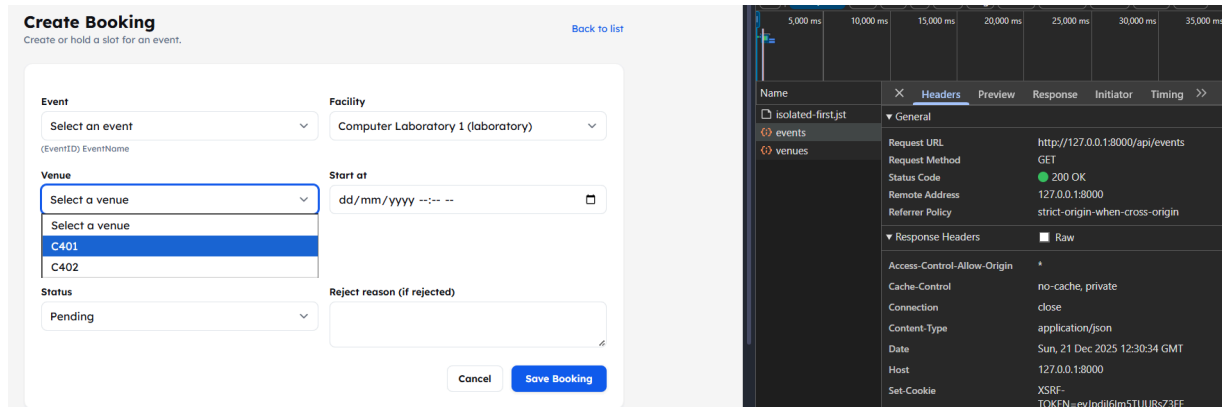 Create Booking
Create or hold a slot for an event.
Back to list
Event
Facility
Select an event
Computer Laboratory 1 (laboratory)
(EventID) EventName
Venue
Start at
Select a venue
dd/mm/yyyy --:-- --
Select a venue
C401
C402
Status
Reject reason (if rejected)
Pending
Cancel
Save Booking
5,000 ms
10,000 ms
15,000 ms
20,000 ms
25,000 ms
30,000 ms
35,000 ms
Name
Headers Preview Response Initiator Timing
isolated-first.jst
General
events
venues
Request URL http://127.0.0.1:8000/api/events
Request Method GET
Status Code 200 OK
Remote Address 127.0.0.1:8000
Referrer Policy strict-origin-when-cross-origin
Response Headers Raw
Access-Control-Allow-Origin *
Cache-Control no-cache, private
Connection close
Content-Type application/json
Date Sun, 21 Dec 2025 12:30:34 GMT
Host 127.0.0.1:8000
Set-Cookie XSRF-